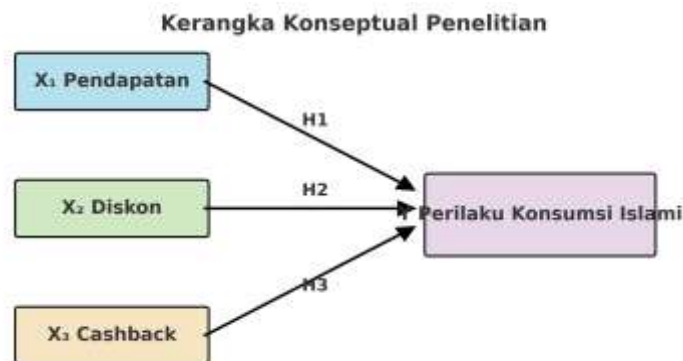 Kerangka Konseptual Penelitian
X₁ Pendapatan
H1
X₂ Diskon
H2
Y Perilaku Konsumsi Islami
H3
X₃ Cashback